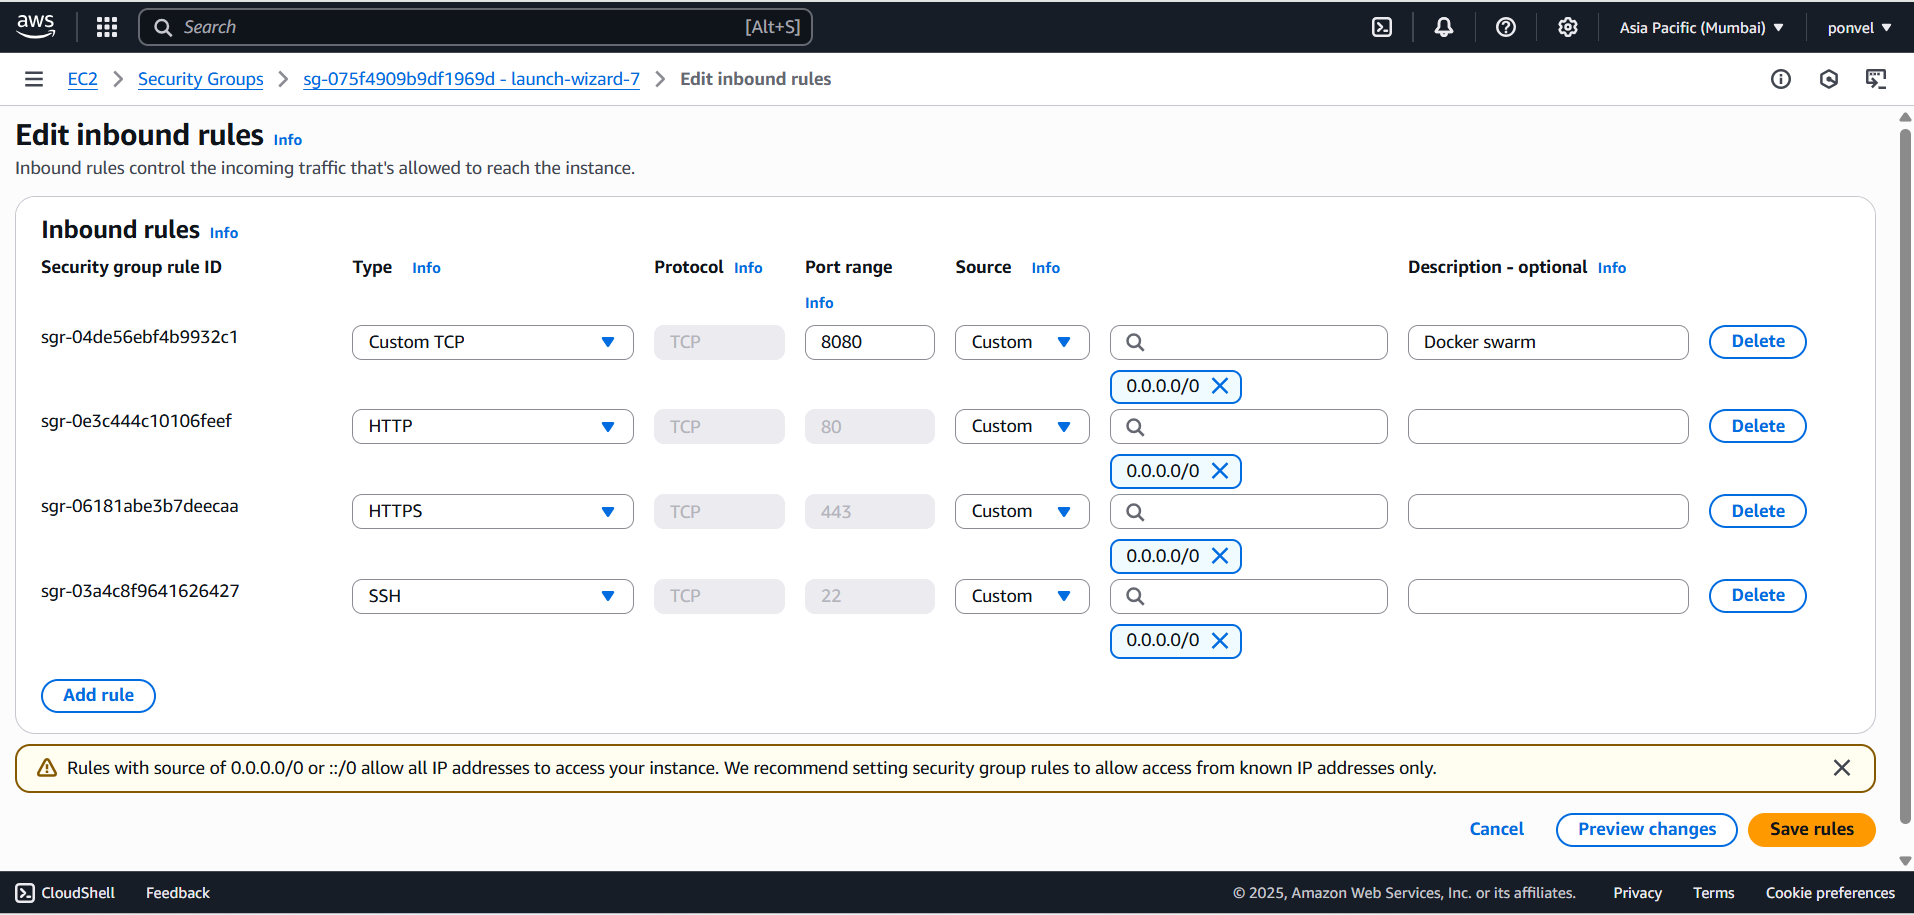 aws
Search [Alt+S]
Asia Pacific (Mumbai)
ponvel
EC2 > Security Groups > sg-075f4909b9df1969d - launch-wizard-7 > Edit inbound rules
Edit inbound rules Info
Inbound rules control the incoming traffic that's allowed to reach the instance.
Inbound rules Info
Security group rule ID Type Info Protocol Info Port range Info Source Info Description - optional Info
sgr-04de56ebf4b9932c1 Custom TCP TCP 8080 Custom Docker swarm Delete
0.0.0.0/0
sgr-0e3c444c10106feef HTTP TCP 80 Custom Delete
0.0.0.0/0
sgr-06181abe3b7deecaa HTTPS TCP 443 Custom Delete
0.0.0.0/0
sgr-03a4c8f9641626427 SSH TCP 22 Custom Delete
0.0.0.0/0
Add rule
Rules with source of 0.0.0.0/0 or ::/0 allow all IP addresses to access your instance. We recommend setting security group rules to allow access from known IP addresses only.
Cancel Preview changes Save rules
CloudShell Feedback © 2025, Amazon Web Services, Inc. or its affiliates. Privacy Terms Cookie preferences